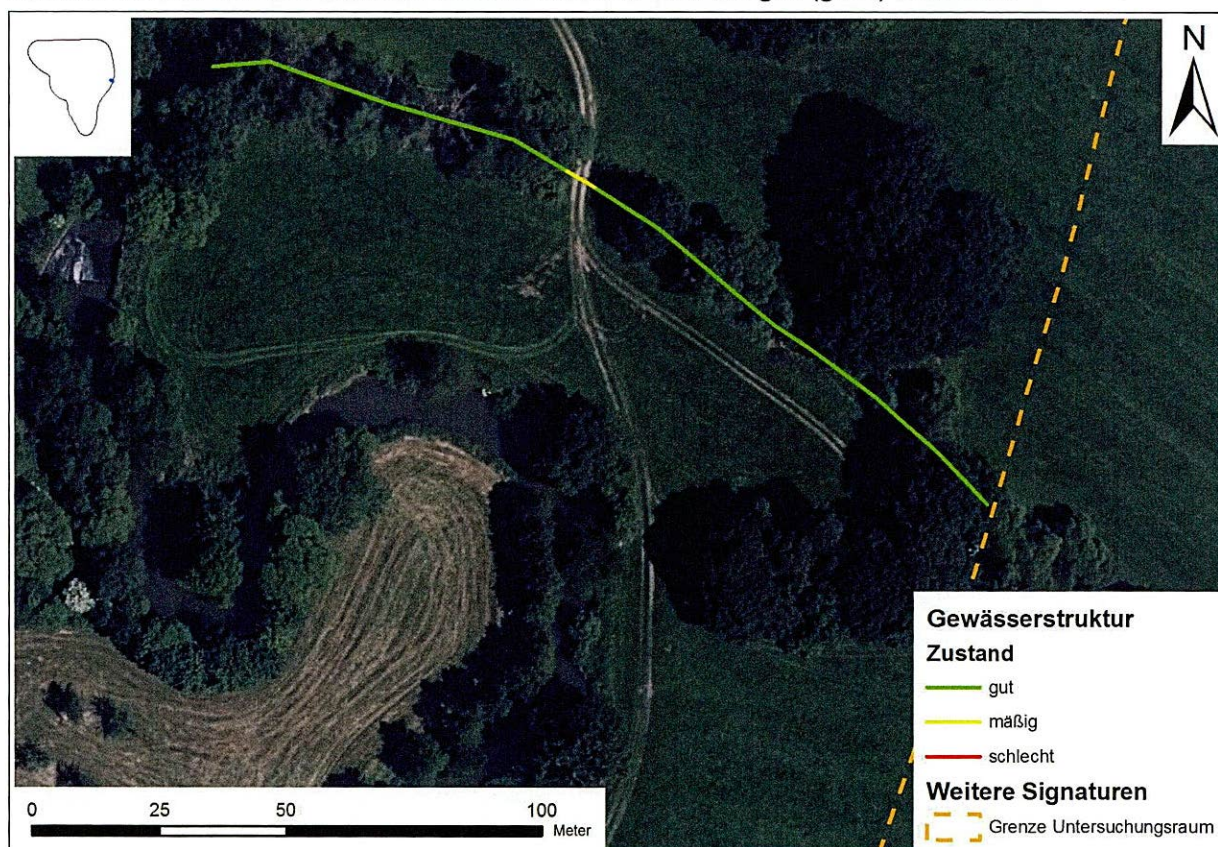 N
Gewässerstruktur
Zustand
gut
mäßig
schlecht
Weitere Signaturen
Grenze Untersuchungsraum
0 25 50 100
Meter